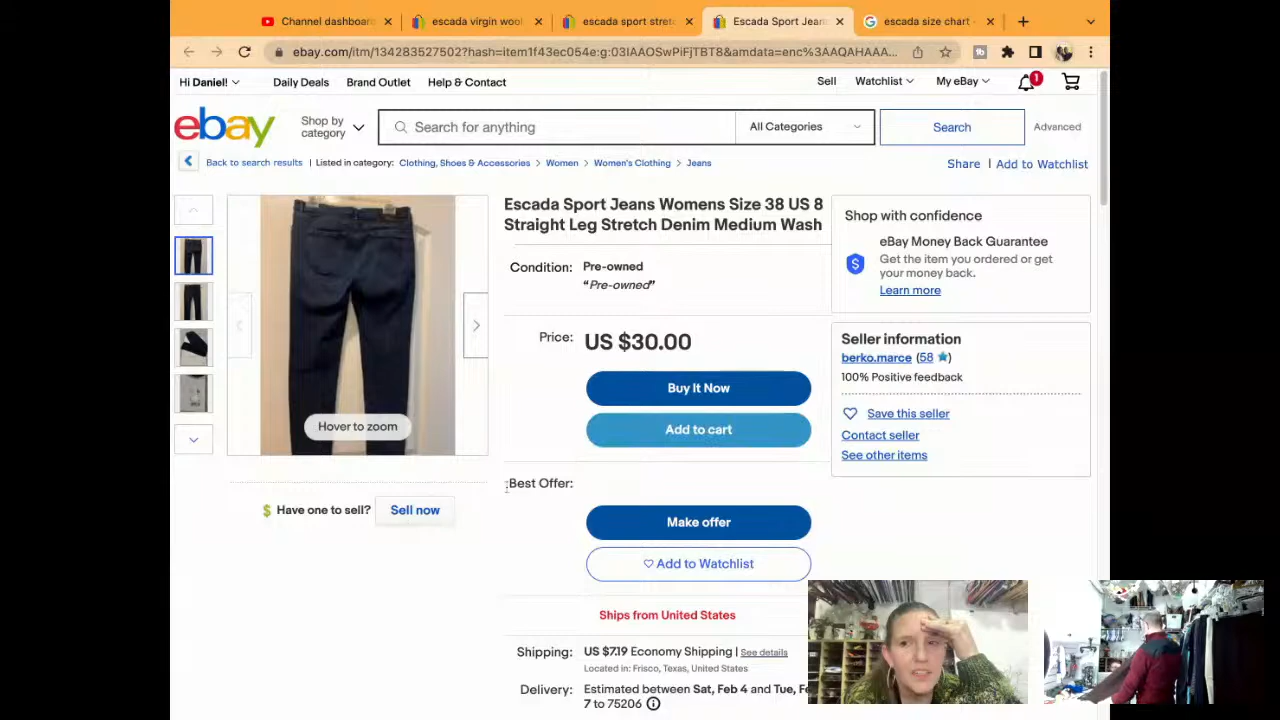 Channel dashboard
escada virgin wool
escada sport stret
Escada Sport Jeans
escada size chart -
ebay.com/itm/134283527502?hash=item1f43ec054e:g:03IAAOSwPiFjTBT8&amdata=enc%3AAQAHAAA...
Hi Daniel!
Daily Deals
Brand Outlet
Help & Contact
Sell
Watchlist
My eBay
1
ebay
Shop by category
Search for anything
All Categories
Search
Advanced
Back to search results | Listed in category: Clothing, Shoes & Accessories > Women > Women's Clothing > Jeans
Share | Add to Watchlist
Hover to zoom
Have one to sell?
Sell now
Escada Sport Jeans Womens Size 38 US 8
Straight Leg Stretch Denim Medium Wash
Condition: Pre-owned
“Pre-owned”
Price: US $30.00
Buy It Now
Add to cart
Best Offer:
Make offer
Add to Watchlist
Ships from United States
Shipping: US $7.19 Economy Shipping | See details
Located in: Frisco, Texas, United States
Delivery: Estimated between Sat, Feb 4 and Tue,
7 to 75206
Shop with confidence
eBay Money Back Guarantee
Get the item you ordered or get
your money back.
Learn more
Seller information
berko.marce (58)
100% Positive feedback
Save this seller
Contact seller
See other items